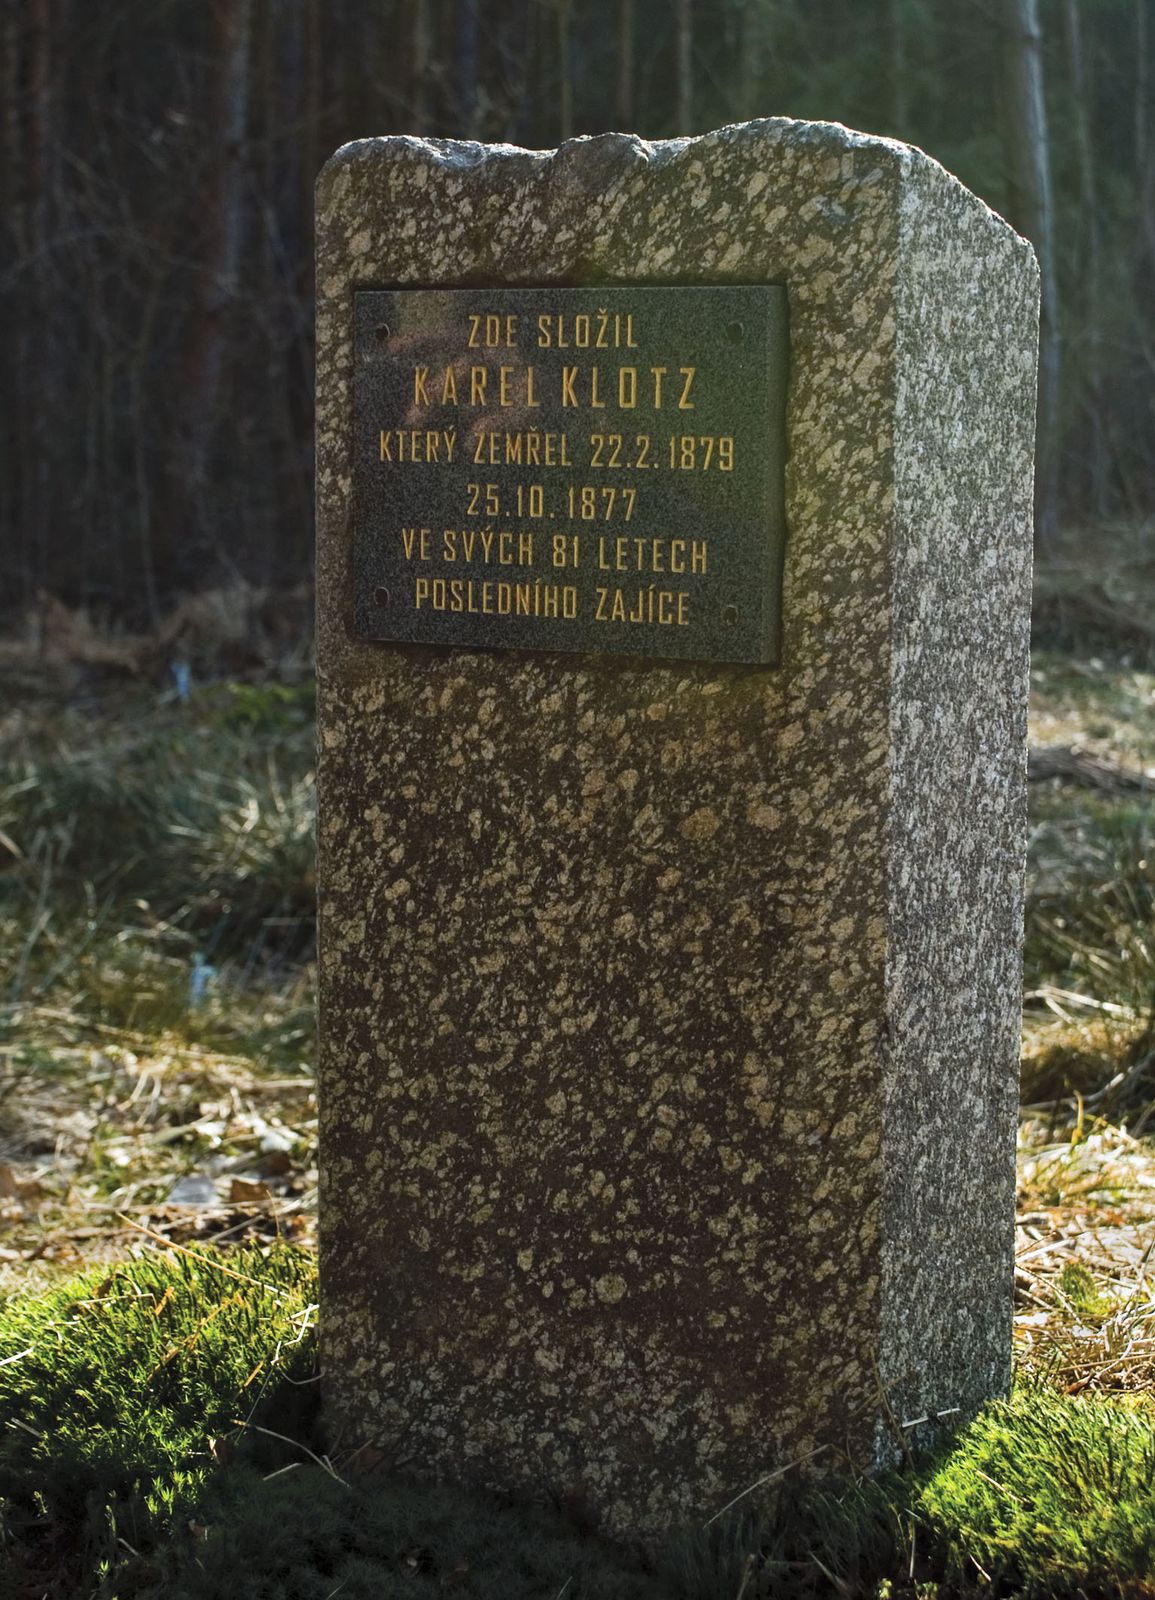 ZDE SLOŽIL
KAREL KLOTZ
KTERÝ ZEMŘEL 22.2.1879
25.10.1877
VE SVÝCH 81 LETECH
POSLEDNÍHO ZAJÍCE